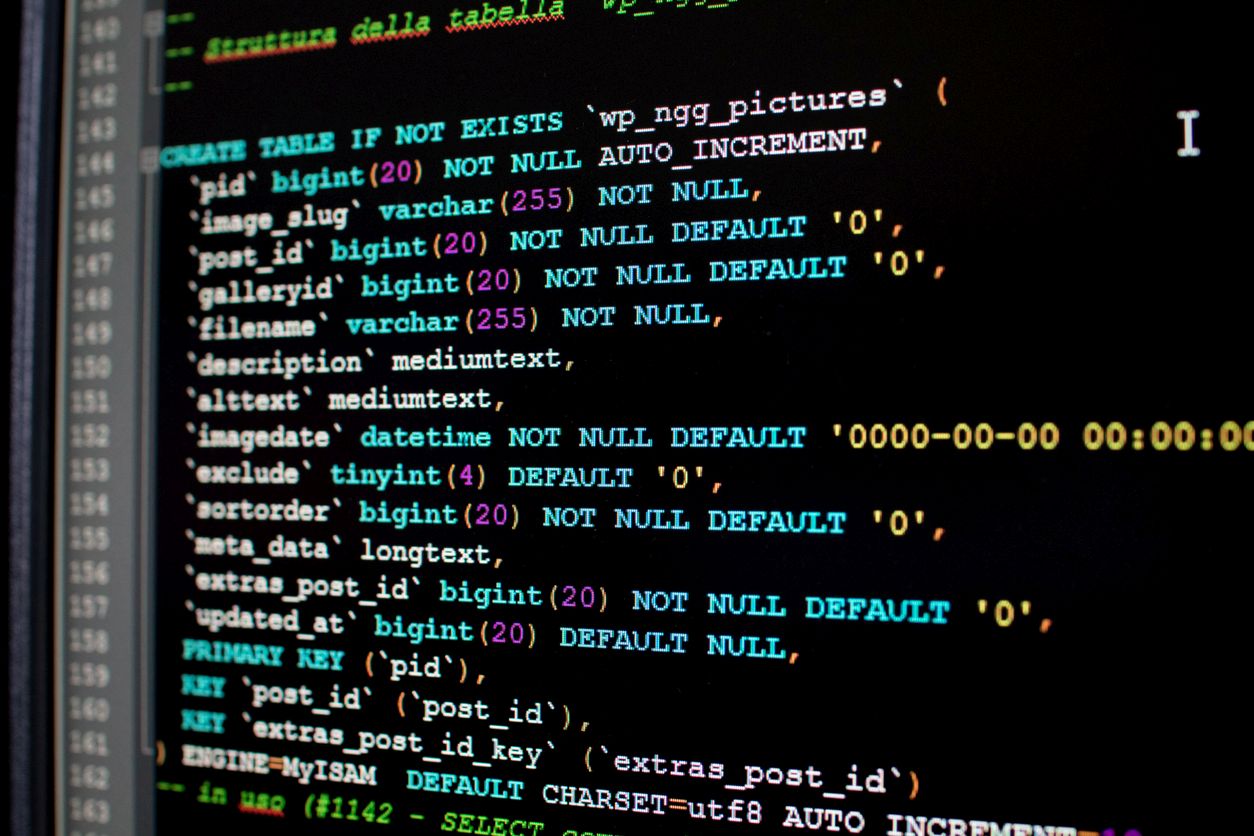 140 --
141 -- Struttura della tabella `wp_ngg_
142 --
143
144 CREATE TABLE IF NOT EXISTS `wp_ngg_pictures` (
145 `pid` bigint(20) NOT NULL AUTO_INCREMENT,
146 `image_slug` varchar(255) NOT NULL,
147 `post_id` bigint(20) NOT NULL DEFAULT '0',
148 `galleryid` bigint(20) NOT NULL DEFAULT '0',
149 `filename` varchar(255) NOT NULL,
150 `description` mediumtext,
151 `alttext` mediumtext,
152 `imagedate` datetime NOT NULL DEFAULT '0000-00-00 00:00:00
153 `exclude` tinyint(4) DEFAULT '0',
154 `sortorder` bigint(20) NOT NULL DEFAULT '0',
155 `meta_data` longtext,
156 `extras_post_id` bigint(20) NOT NULL DEFAULT '0',
157 `updated_at` bigint(20) DEFAULT NULL,
158 PRIMARY KEY (`pid`),
159 KEY `post_id` (`post_id`),
160 KEY `extras_post_id_key` (`extras_post_id`)
161 ) ENGINE=MyISAM DEFAULT CHARSET=utf8 AUTO_INCREMENT=
162 -- in uso (#1142 - SELECT
163